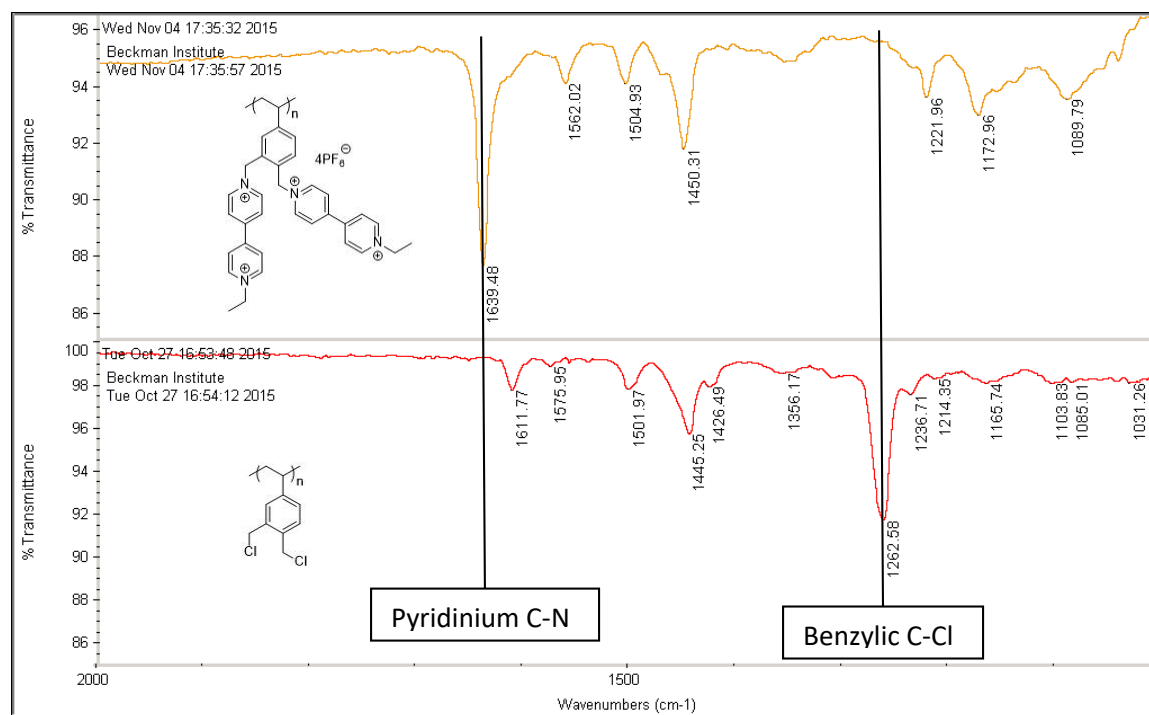 Wed Nov 04 17:35:32 2015
Beckman Institute
Wed Nov 04 17:35:57 2015
96
94
92
90
88
86
%Transmittance
n
4PF6⊖
N
N
N
N
1639.48
1562.02
1504.93
1450.31
1221.96
1172.96
1089.79
Tue Oct 27 16:53:48 2015
Beckman Institute
Tue Oct 27 16:54:12 2015
100
98
96
94
92
90
88
86
%Transmittance
n
Cl
Cl
1611.77
1575.95
1501.97
1445.25
1426.49
1356.17
1262.58
1236.71
1214.35
1165.74
1103.83
1085.01
1031.26
Pyridinium C-N
Benzylic C-Cl
2000
1500
Wavenumbers (cm-1)